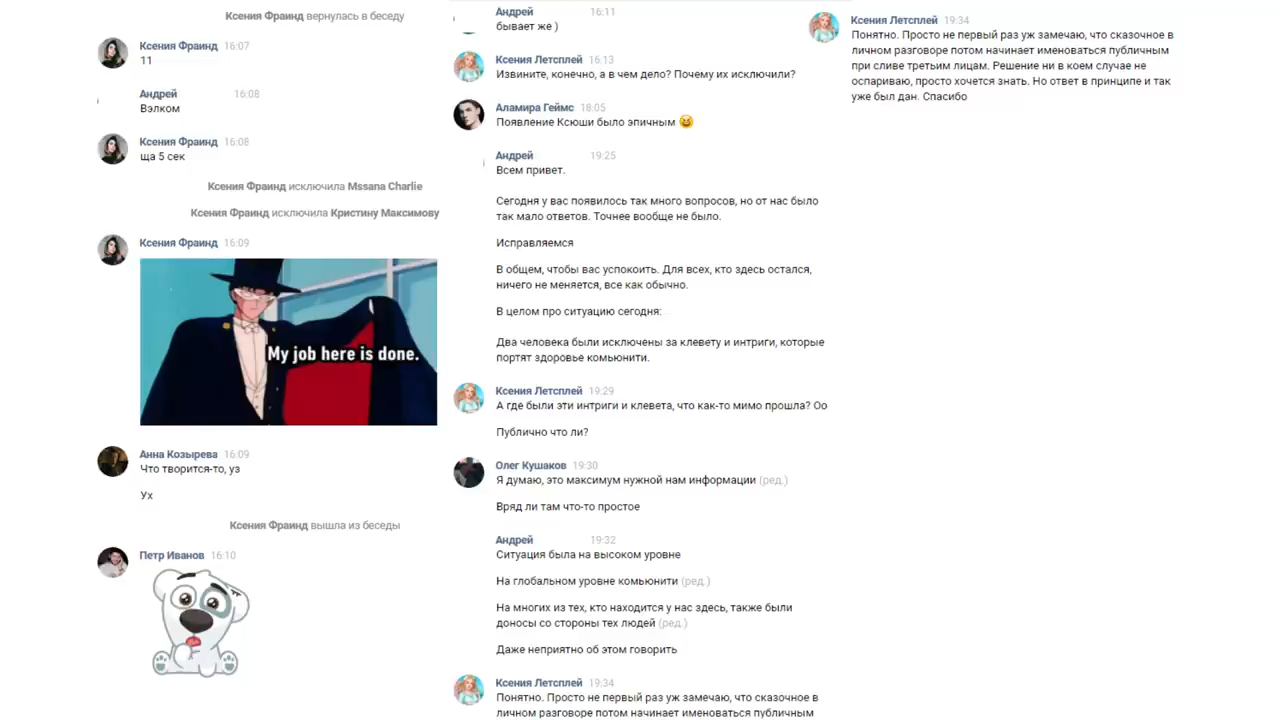 Ксения Фраинд вернулась в беседу
Ксения Фраинд 16:07
11
Андрей 16:08
Вэлком
Ксения Фраинд 16:08
ща 5 сек
Ксения Фраинд исключила Mssana Charlie
Ксения Фраинд исключила Кристину Максимову
Ксения Фраинд 16:09
My job here is done.
Анна Козырева 16:09
Что творится-то, уз
Ух
Ксения Фраинд вышла из беседы
Петр Иванов 16:10
Андрей 16:11
бывает же )
Ксения Летсплей 16:13
Извините, конечно, а в чем дело? Почему их исключили?
Аламира Геймс 18:05
Появление Ксюши было эпичным 😆
Андрей 19:25
Всем привет.
Сегодня у вас появилось так много вопросов, но от нас было
так мало ответов. Точнее вообще не было.
Исправляемся
В общем, чтобы вас успокоить. Для всех, кто здесь остался,
ничего не меняется, все как обычно.
В целом про ситуацию сегодня:
Два человека были исключены за клевету и интриги, которые
портят здоровье комьюнити.
Ксения Летсплей 19:29
А где были эти интриги и клевета, что как-то мимо прошла? Оо
Публично что ли?
Олег Кушаков 19:30
Я думаю, это максимум нужной нам информации (ред.)
Вряд ли там что-то простое
Андрей 19:32
Ситуация была на высоком уровне
На глобальном уровне комьюнити (ред.)
На многих из тех, кто находится у нас здесь, также были
доносы со стороны тех людей (ред.)
Даже неприятно об этом говорить
Ксения Летсплей 19:34
Понятно. Просто не первый раз уж замечаю, что сказочное в
личном разговоре потом начинает именоваться публичным
Ксения Летсплей 19:34
Понятно. Просто не первый раз уж замечаю, что сказочное в
личном разговоре потом начинает именоваться публичным
при сливе третьим лицам. Решение ни в коем случае не
оспариваю, просто хочется знать. Но ответ в принципе и так
уже был дан. Спасибо